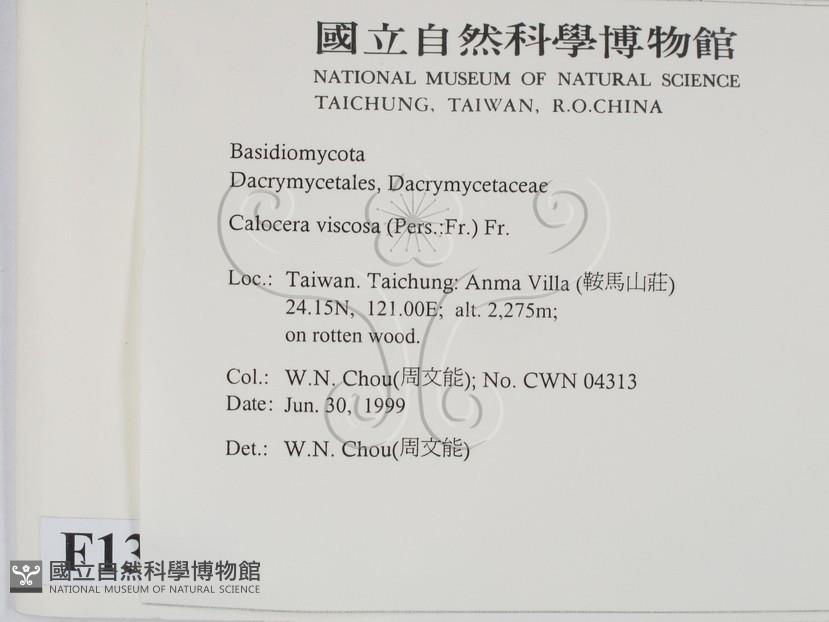 國立自然科學博物館
NATIONAL MUSEUM OF NATURAL SCIENCE
TAICHUNG, TAIWAN, R.O.CHINA
Basidiomycota
Dacrymycetales, Dacrymycetaceae
Calocera viscosa (Pers.:Fr.) Fr.
Loc.: Taiwan. Taichung: Anma Villa (鞍馬山莊)
24.15N, 121.00E; alt. 2,275m;
on rotten wood.
Col.: W.N. Chou(周文能); No. CWN 04313
Date: Jun. 30, 1999
Det.: W.N. Chou(周文能)
F13
國立自然科學博物館
NATIONAL MUSEUM OF NATURAL SCIENCE